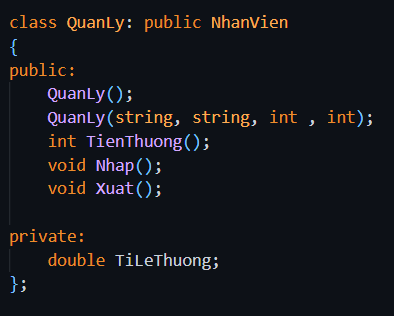 class QuanLy: public NhanVien
{
public:
    QuanLy();
    QuanLy(string, string, int , int);
    int TienThuong();
    void Nhap();
    void Xuat();

private:
    double TiLeThuong;
};